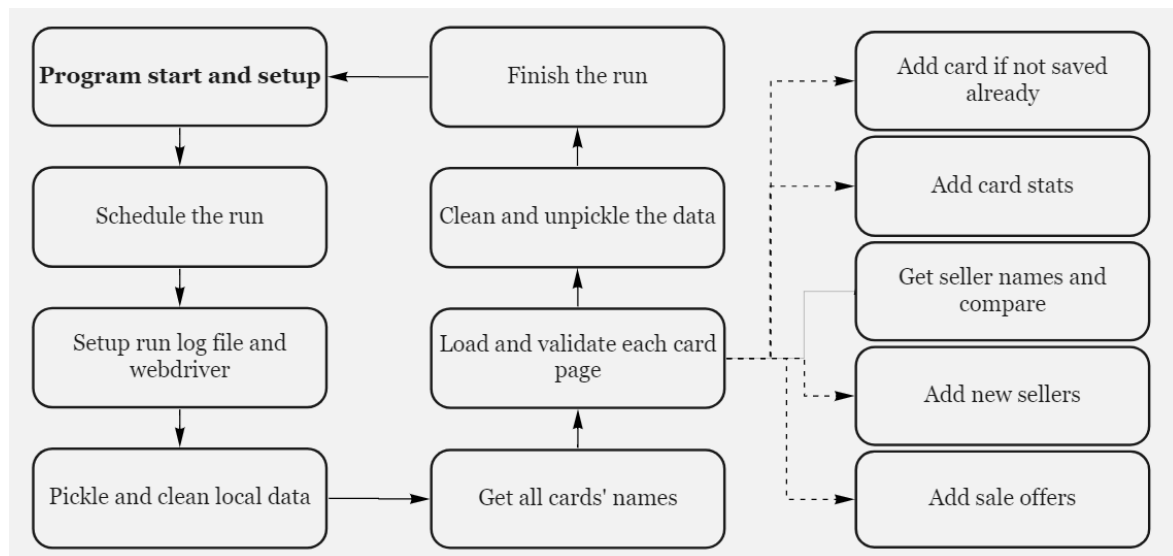 Program start and setup
Schedule the run
Setup run log file and
webdriver
Pickle and clean local data
Finish the run
Clean and unpickle the data
Load and validate each card
page
Get all cards' names
Add card if not saved
already
Add card stats
Get seller names and
compare
Add new sellers
Add sale offers